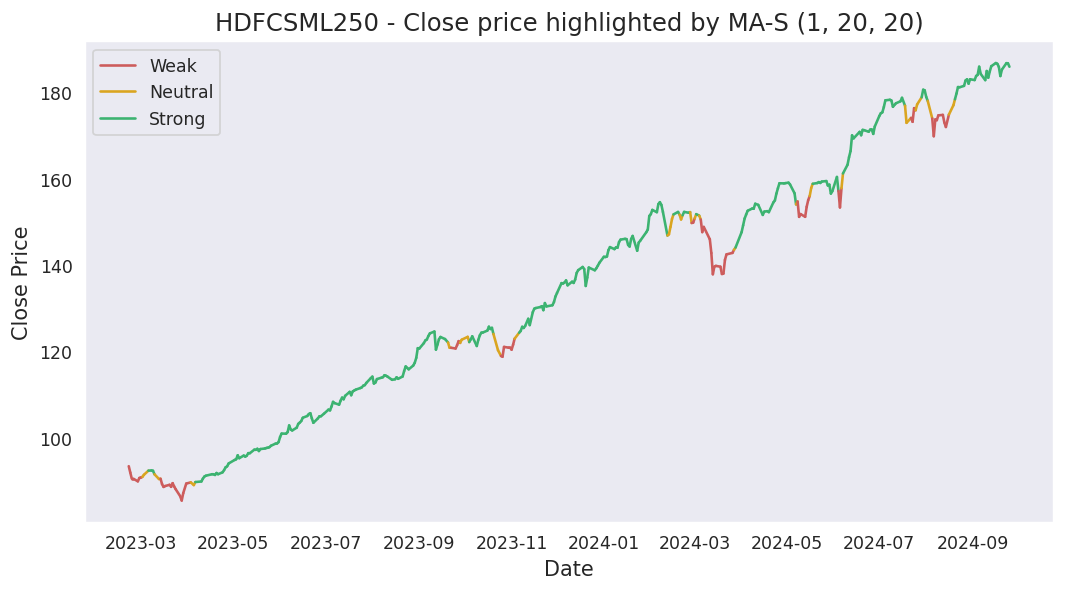 HDFCSML250 - Close price highlighted by MA-S (1, 20, 20)
Weak
Neutral
Strong
Close Price
180
160
140
120
100
2023-03 2023-05 2023-07 2023-09 2023-11 2024-01 2024-03 2024-05 2024-07 2024-09
Date